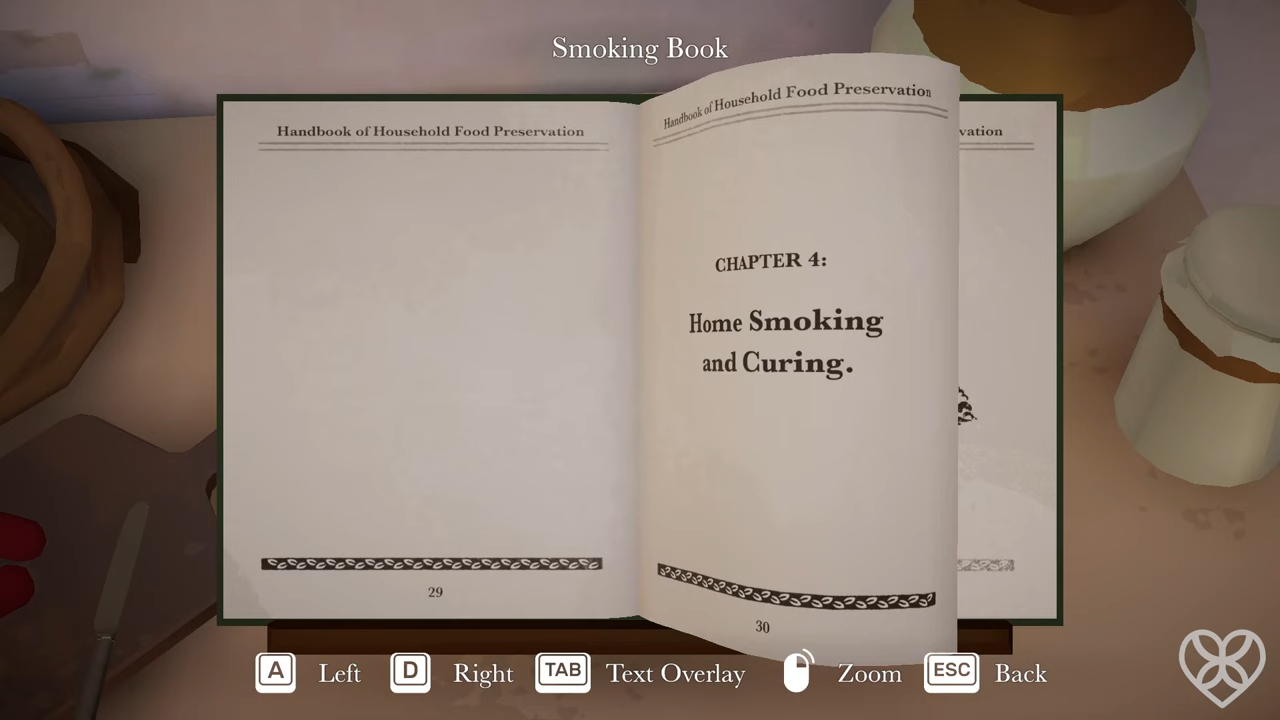 Smoking Book
Handbook of Household Food Preservation
29
Handbook of Household Food Preservation
CHAPTER 4:
Home Smoking
and Curing.
30
vation
A Left D Right TAB Text Overlay Zoom ESC Back